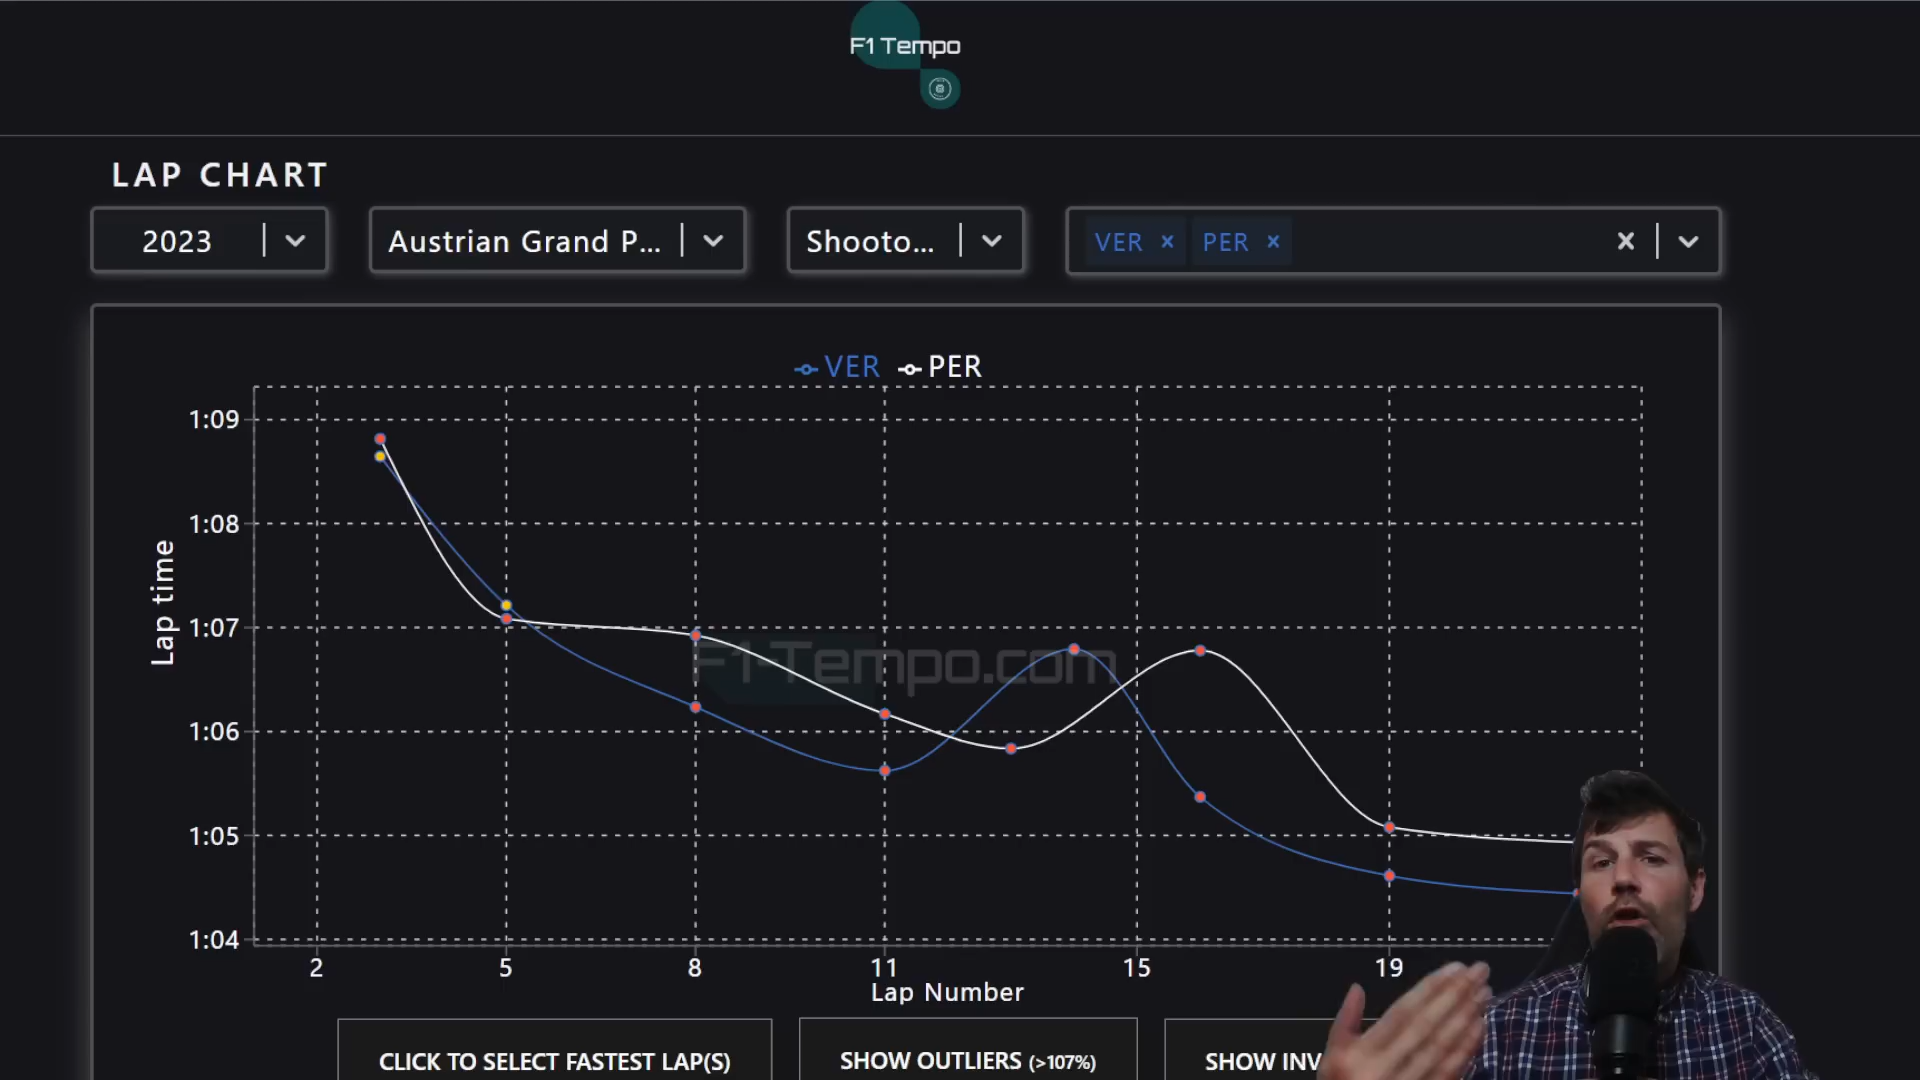 F1 Tempo
LAP CHART
2023
Austrian Grand P...
Shooto...
VER × PER ×
VER PER
1:09
1:08
1:07
1:06
1:05
1:04
Lap time
F1-Tempo.com
2 5 8 11 15 19
Lap Number
CLICK TO SELECT FASTEST LAP(S)
SHOW OUTLIERS (>107%)
SHOW INV